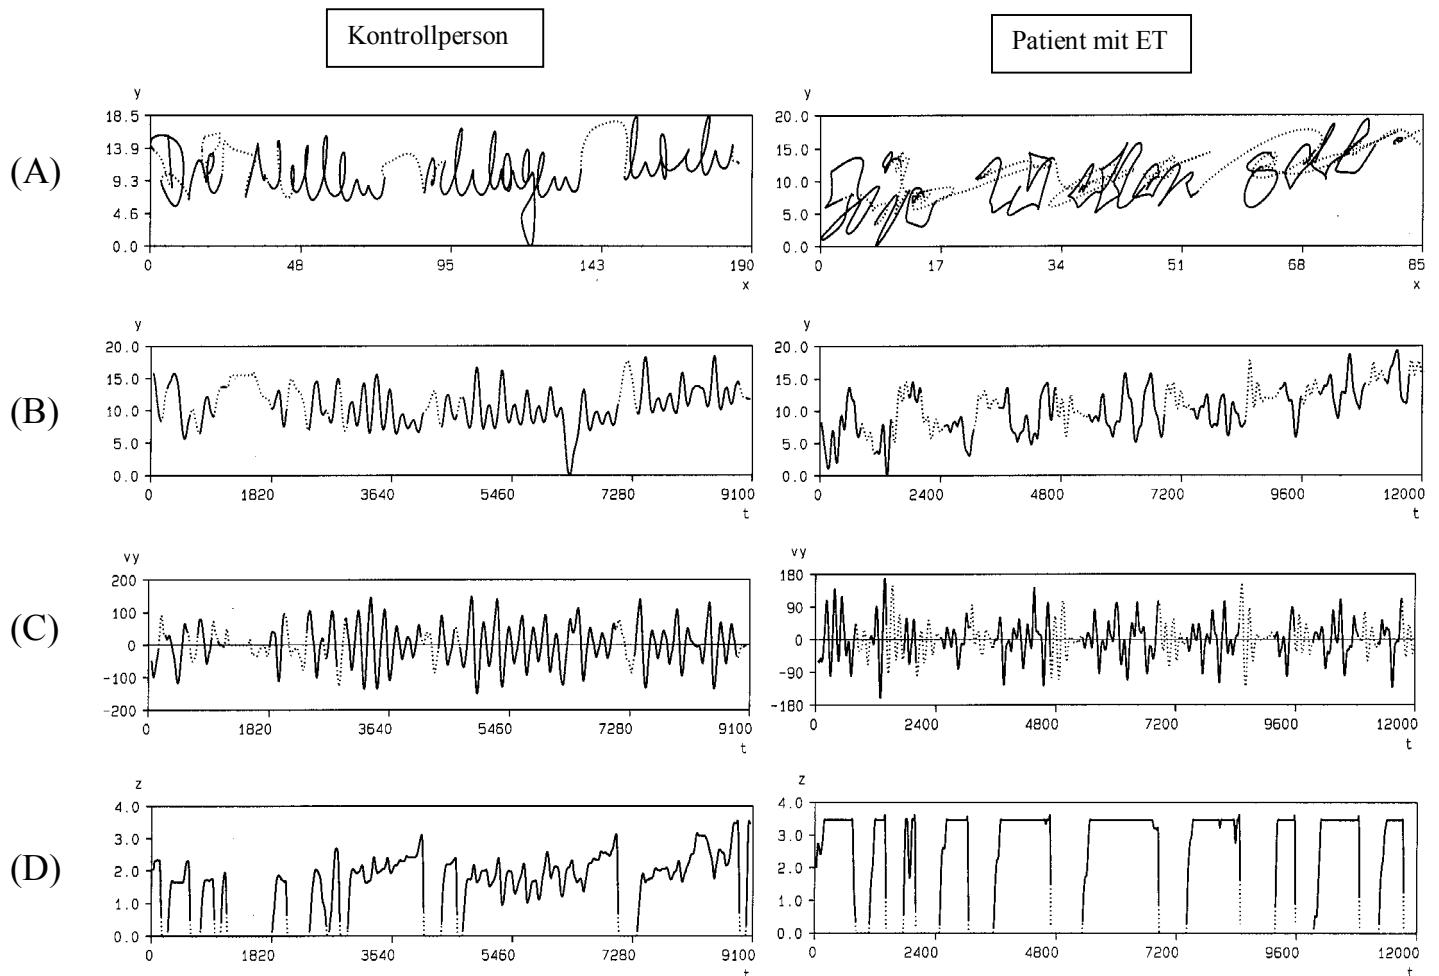 Kontrollperson
Patient mit ET
(A)
y
18.5
13.9
9.3
4.6
0.0
0 48 95 143 190
x
Die Wellen schlagen hoch
y
20.0
15.0
10.0
5.0
0.0
0 17 34 51 68 85
x
Die Wellen
(B)
y
20.0
15.0
10.0
5.0
0.0
0 1820 3640 5460 7280 9100
t
y
20.0
15.0
10.0
5.0
0.0
0 2400 4800 7200 9600 12000
t
(C)
vy
200
100
0
-100
-200
0 1820 3640 5460 7280 9100
t
vy
180
90
0
-90
-180
0 2400 4800 7200 9600 12000
t
(D)
z
4.0
3.0
2.0
1.0
0.0
0 1820 3640 5460 7280 9100
t
z
4.0
3.0
2.0
1.0
0.0
0 2400 4800 7200 9600 12000
t